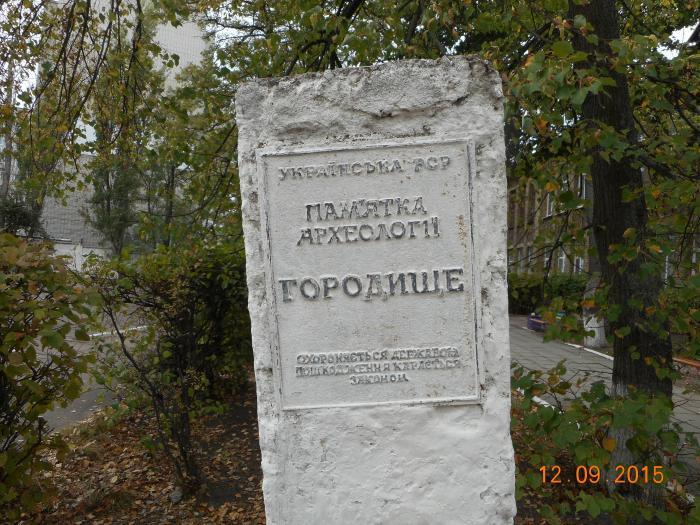 УКРАЇНСЬКА РСР
ПАМ'ЯТКА
АРХЕОЛОГІЇ
ГОРОДИЩЕ
ОХОРОНЯЄТЬСЯ ДЕРЖАВОЮ
ПОШКОДЖЕННЯ КАРАЄТЬСЯ
ЗАКОНОМ
12.09.2015